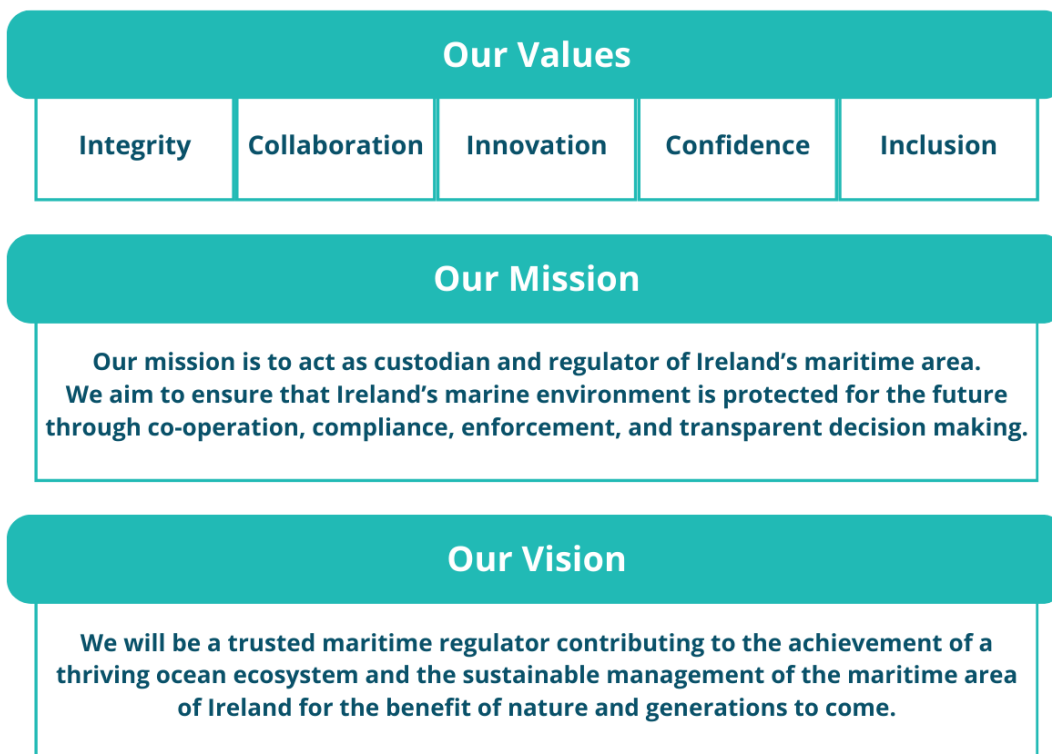 Our Values
Integrity Collaboration Innovation Confidence Inclusion
Our Mission
Our mission is to act as custodian and regulator of Ireland’s maritime area.
We aim to ensure that Ireland’s marine environment is protected for the future
through co-operation, compliance, enforcement, and transparent decision making.
Our Vision
We will be a trusted maritime regulator contributing to the achievement of a
thriving ocean ecosystem and the sustainable management of the maritime area
of Ireland for the benefit of nature and generations to come.